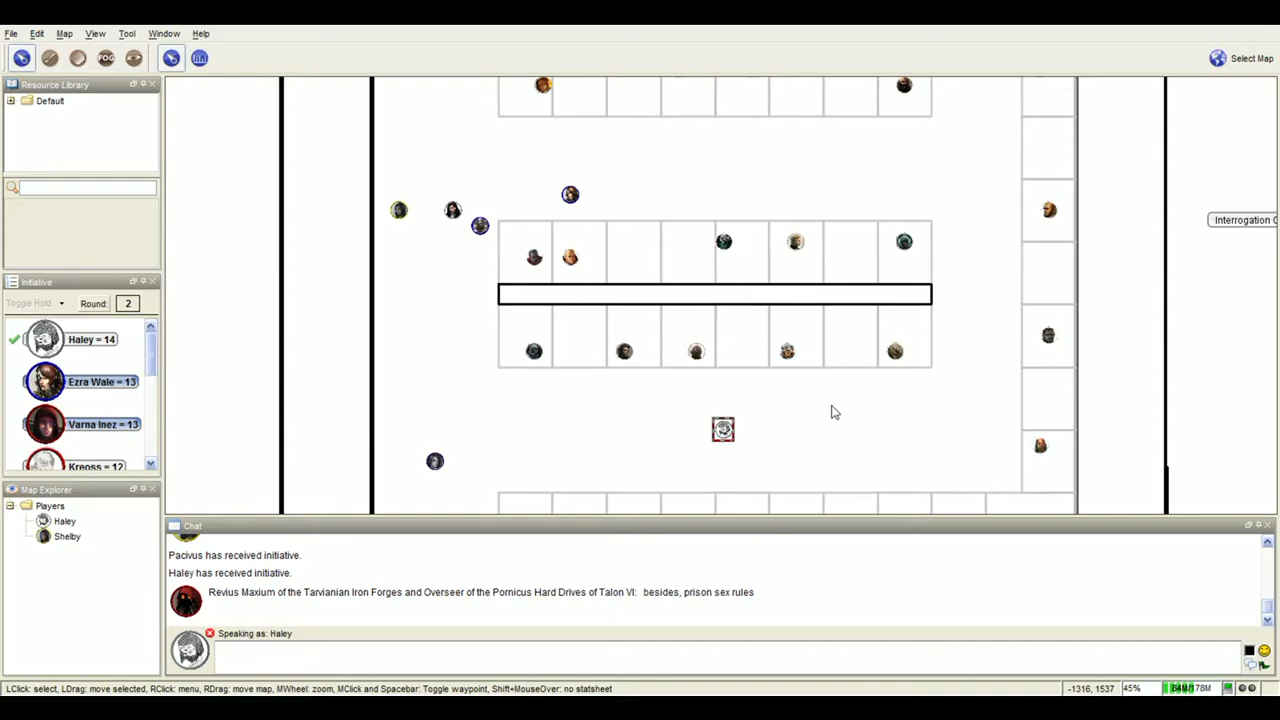 File Edit Map View Tool Window Help
FOG
Select Map
Resource Library
Default
Initiative
Toggle Hold
Round: 2
Haley = 14
Ezra Wale = 13
Varna Inez = 13
Kreoss = 12
Map Explorer
Players
Haley
Shelby
Interrogation C
Chat
Pacivus has received initiative.
Haley has received initiative.
Revius Maxium of the Tarvianian Iron Forges and Overseer of the Pornicus Hard Drives of Talon VI: besides, prison sex rules
Speaking as: Haley
LClick: select, LDrag: move selected, RClick: menu, RDrag: move map, MWheel: zoom, MClick and Spacebar: Toggle waypoint, Shift+MouseOver: no statsheet
-1316, 1537
45%
84M/178M